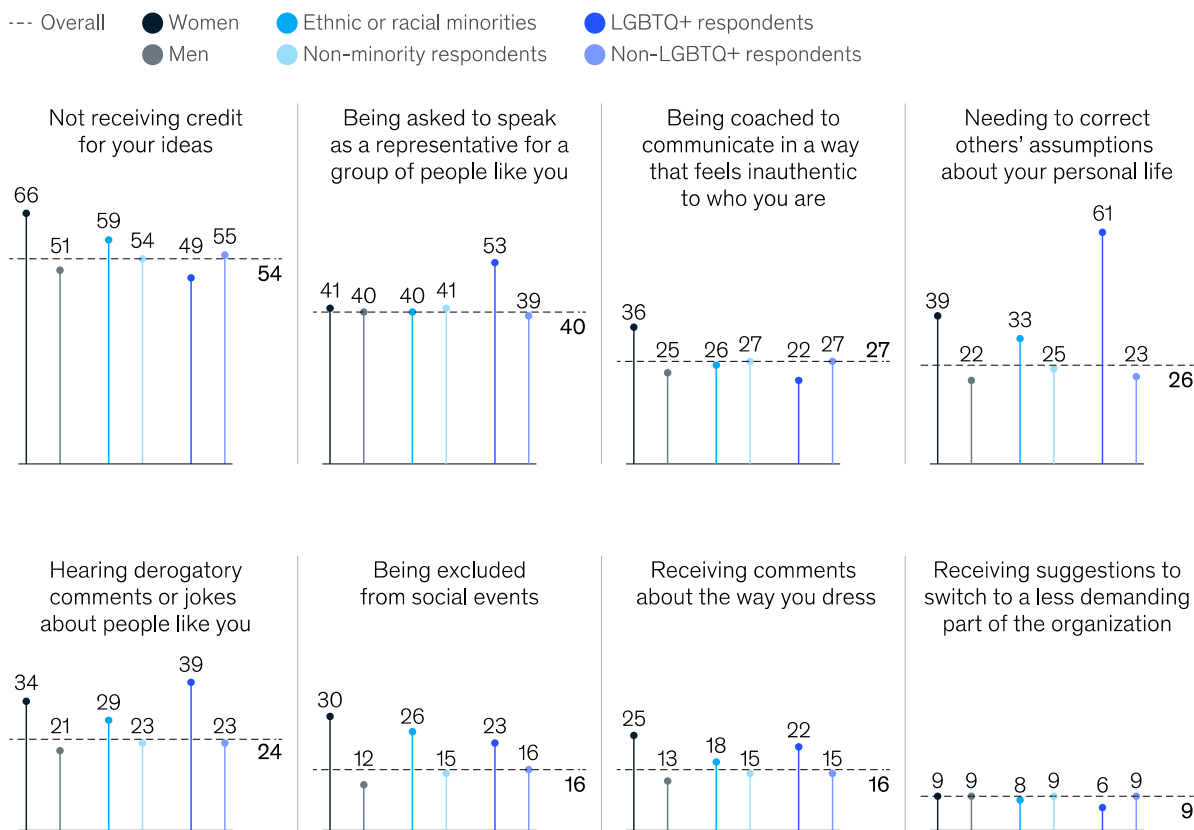 --- Overall
Women
Ethnic or racial minorities
LGBTQ+ respondents
Men
Non-minority respondents
Non-LGBTQ+ respondents
Not receiving credit
for your ideas
66
51
59
54
49
55
54
Being asked to speak
as a representative for a
group of people like you
41
40
40
41
53
39
40
Being coached to
communicate in a way
that feels inauthentic
to who you are
36
25
26
27
22
27
27
Needing to correct
others’ assumptions
about your personal life
39
22
33
25
61
23
26
Hearing derogatory
comments or jokes
about people like you
34
21
29
23
39
23
24
Being excluded
from social events
30
12
26
15
23
16
16
Receiving comments
about the way you dress
25
13
18
15
22
15
16
Receiving suggestions to
switch to a less demanding
part of the organization
9
9
8
9
6
9
9